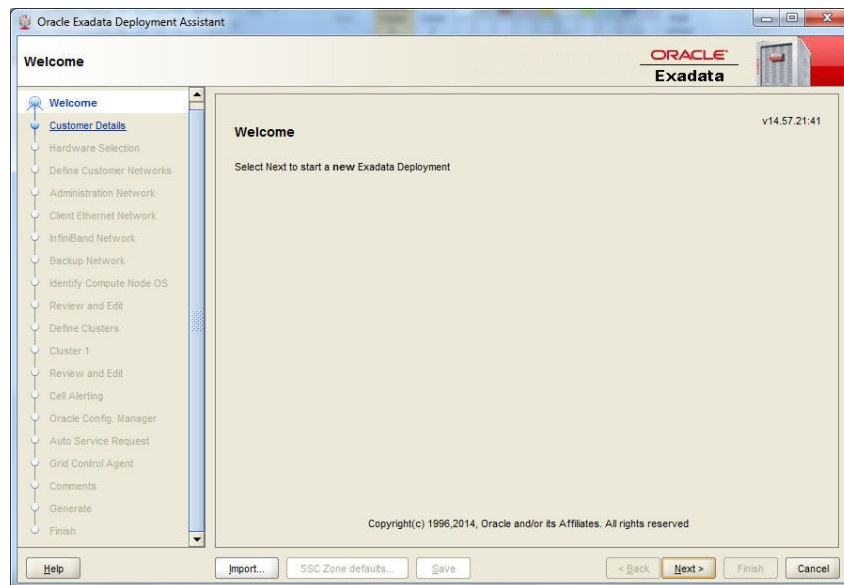 Oracle Exadata Deployment Assistant
Welcome
ORACLE
Exadata
Welcome
Customer Details
Hardware Selection
Define Customer Networks
Administration Network
Client Ethernet Network
InfiniBand Network
Backup Network
Identify Compute Node OS
Review and Edit
Define Clusters
Cluster 1
Review and Edit
Cell Alerting
Oracle Config. Manager
Auto Service Request
Grid Control Agent
Comments
Generate
Finish
v14.57.21:41
Welcome
Select Next to start a new Exadata Deployment
Copyright(c) 1996,2014, Oracle and/or its Affiliates. All rights reserved
Help
Import...
SSC Zone defaults...
Save
< Back
Next >
Finish
Cancel